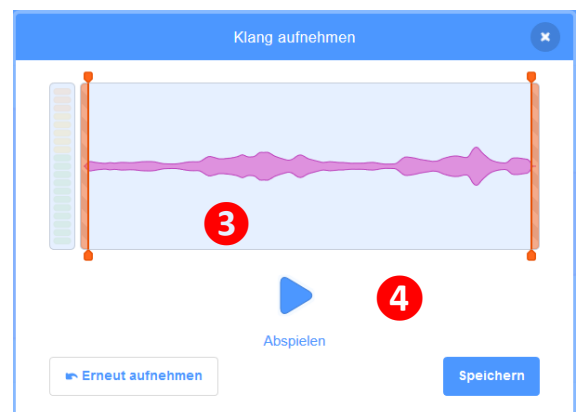 Klang aufnehmen
3
4
Abspielen
Erneut aufnehmen
Speichern